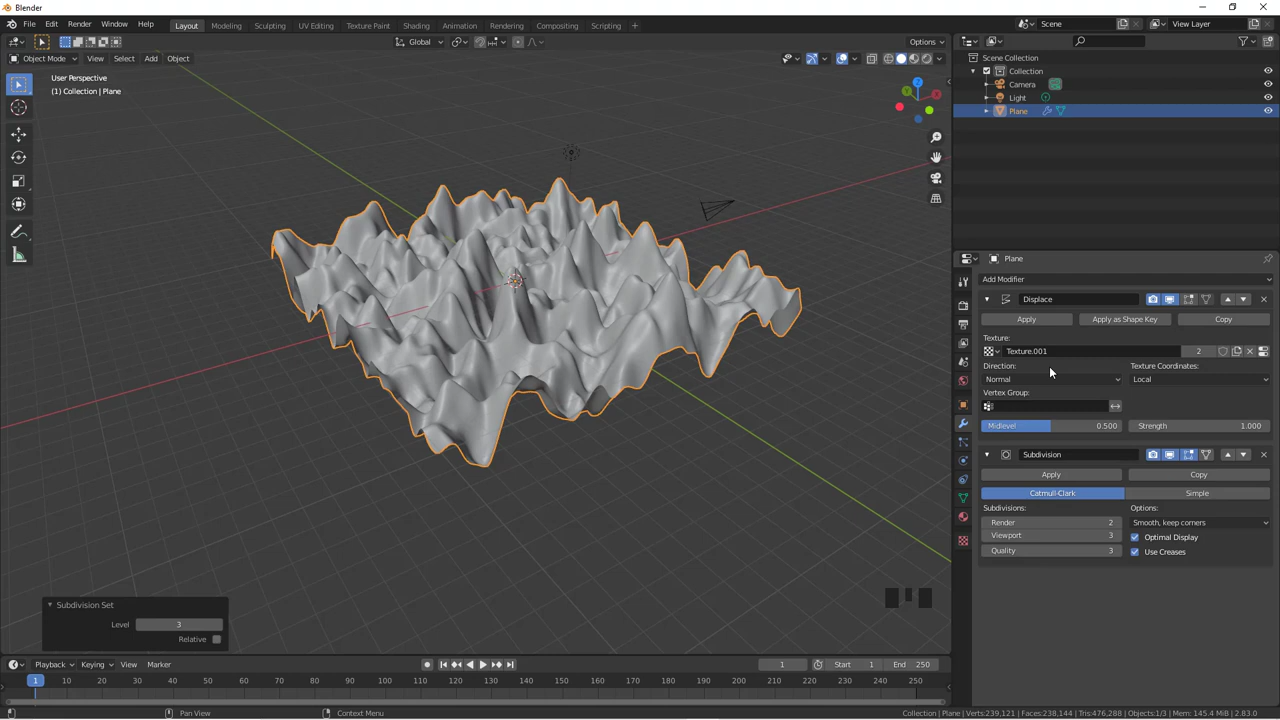 Blender
File Edit Render Window Help Layout Modeling Sculpting UV Editing Texture Paint Shading Animation Rendering Compositing Scripting + Scene View Layer
Global Options
Object Mode View Select Add Object
User Perspective
(1) Collection | Plane
Scene Collection
Collection
Camera
Light
Plane
Plane
Add Modifier
Displace
Apply Apply as Shape Key Copy
Texture:
Texture.001 2
Direction: Texture Coordinates:
Normal Local
Vertex Group:
Midlevel 0.500 Strength 1.000
Subdivision
Apply Copy
Catmull-Clark Simple
Subdivisions: Options:
Render 2 Smooth, keep corners
Viewport 3 Optimal Display
Quality 3 Use Creases
Subdivision Set
Level 3
Relative
Playback Keying View Marker 1 Start 1 End 250
1 10 20 30 40 50 60 70 80 90 100 110 120 130 140 150 160 170 180 190 200 210 220 230 240 250
Pan View Context Menu Collection | Plane | Verts:239,121 | Faces:238,144 | Tris:476,288 | Objects:1/3 | Mem: 145.4 MiB | 2.83.0
X
Y
Z